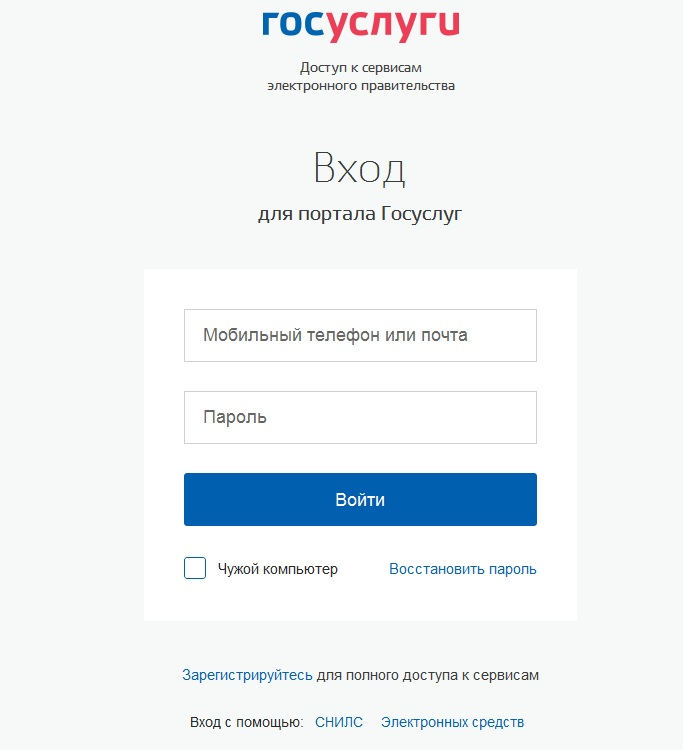 госуслуги
Доступ к сервисам
электронного правительства
Вход
для портала Госуслуг
Мобильный телефон или почта
Пароль
Войти
Чужой компьютер Восстановить пароль
Зарегистрируйтесь для полного доступа к сервисам
Вход с помощью: СНИЛС Электронных средств